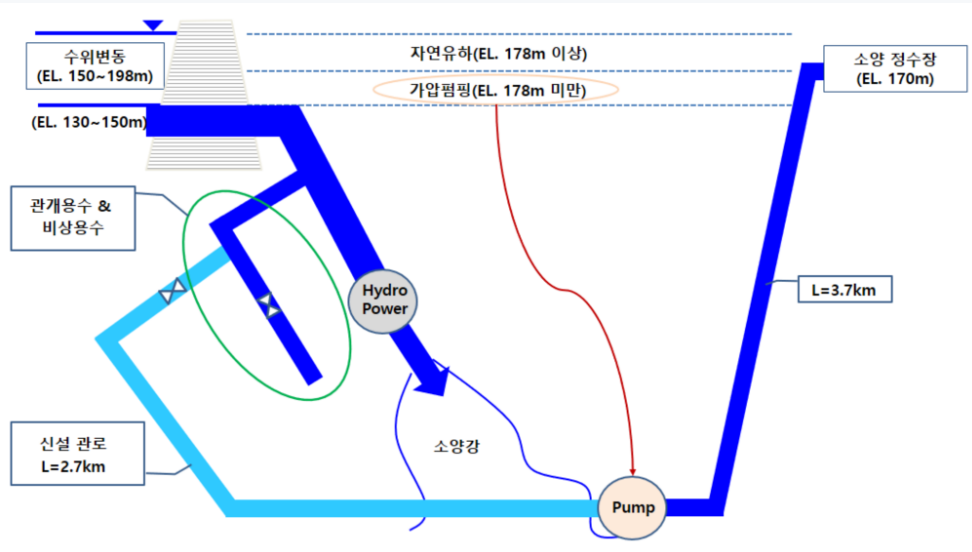 수위변동
(EL. 150~198m)
자연유하(EL. 178m 이상)
소양 정수장
(EL. 170m)
가압펌핑(EL. 178m 미만)
(EL. 130~150m)
관개용수 &
비상용수
Hydro
Power
L=3.7km
신설 관로
L=2.7km
소양강
Pump